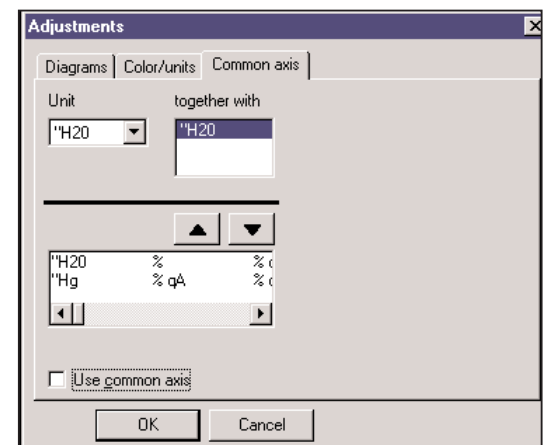 Adjustments
Diagrams Color/units Common axis
Unit together with
"H20 "H20
"H20 % %
"Hg % qA %
Use common axis
OK Cancel